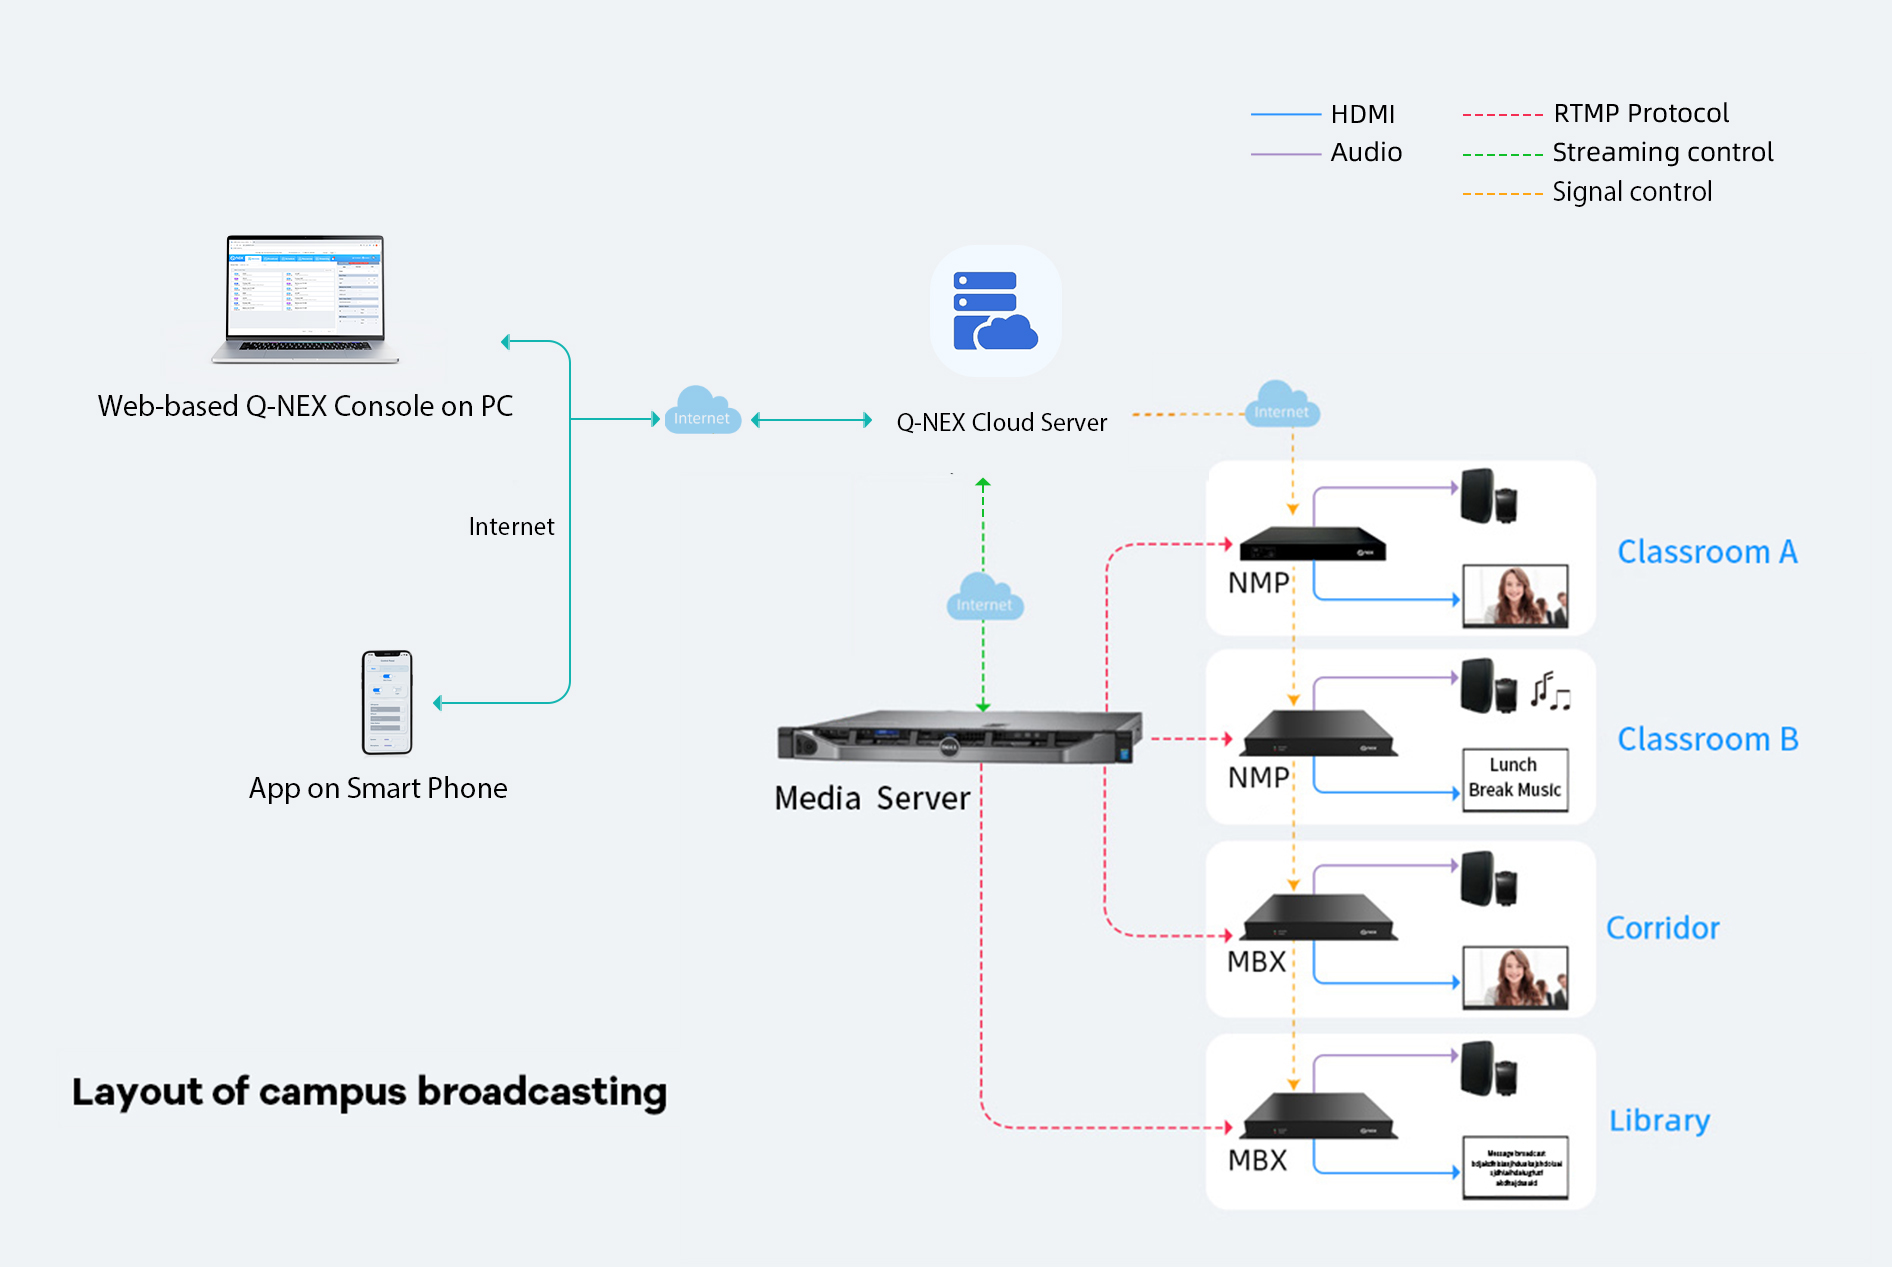 HDMI
RTMP Protocol
Audio
Streaming control
Signal control
Web-based Q-NEX Console on PC
Internet
Q-NEX Cloud Server
Internet
Internet
Internet
App on Smart Phone
Media Server
NMP
Classroom A
NMP
Lunch
Break Music
Classroom B
MBX
Corridor
MBX
Message broadcast
Library
Layout of campus broadcasting